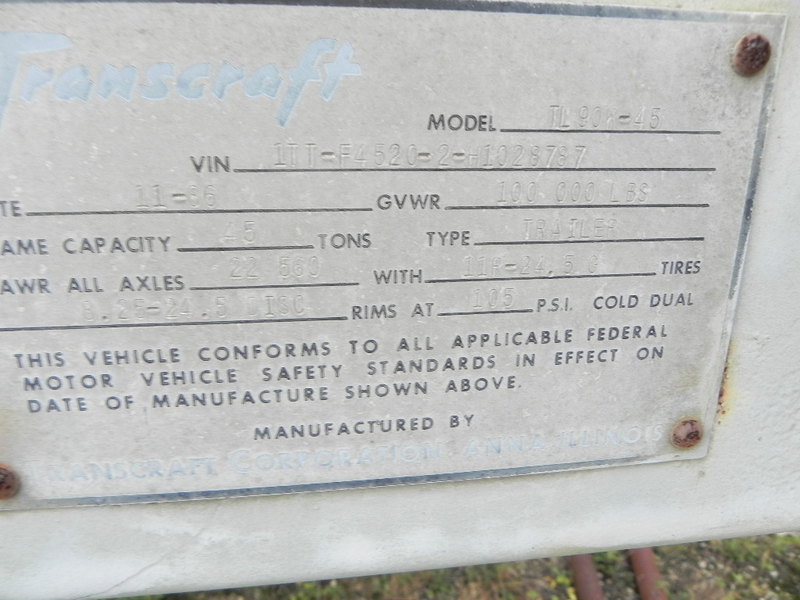 Transcraft
MODEL TL90K-45
VIN 1TT-F4520-2-H1028787
TE 11-86 GVWR 100 000 LBS
AME CAPACITY 45 TONS TYPE TRAILER
AWR ALL AXLES 22 560 WITH 11R-24.5 G TIRES
8.25-24.5 DISC RIMS AT 105 P.S.I. COLD DUAL
THIS VEHICLE CONFORMS TO ALL APPLICABLE FEDERAL
MOTOR VEHICLE SAFETY STANDARDS IN EFFECT ON
DATE OF MANUFACTURE SHOWN ABOVE.
MANUFACTURED BY
TRANSCRAFT CORPORATION, ANNA ILLINOIS